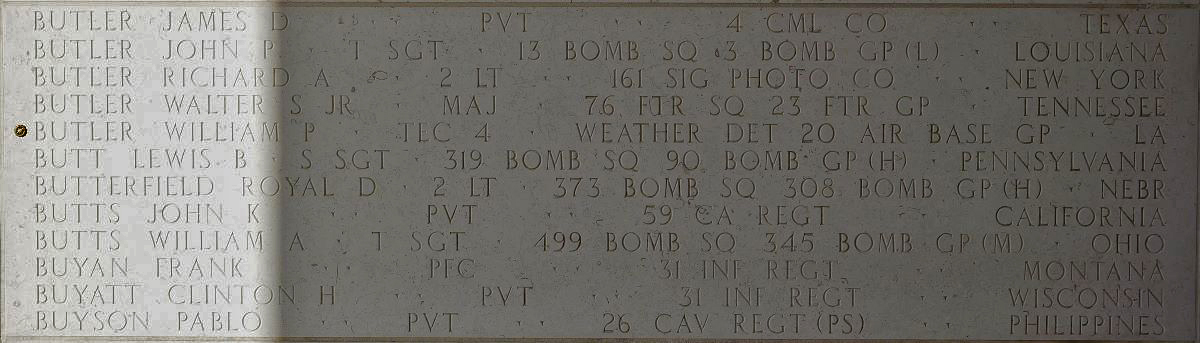 BUTLER JAMES D · PVT · 4 CML CO · TEXAS
BUTLER JOHN P · T SGT · 13 BOMB SQ 3 BOMB GP (L) · LOUISIANA
BUTLER RICHARD A · 2 LT · 161 SIG PHOTO CO · NEW YORK
BUTLER WALTER S JR · MAJ · 76 FTR SQ 23 FTR GP · TENNESSEE
BUTLER WILLIAM P · TEC 4 · WEATHER DET 20 AIR BASE GP · LA
BUTT LEWIS B · S SGT · 319 BOMB SQ 90 BOMB GP (H) · PENNSYLVANIA
BUTTERFIELD ROYAL D · 2 LT · 373 BOMB SQ 308 BOMB GP (H) · NEBR
BUTTS JOHN K · PVT · 59 CA REGT · CALIFORNIA
BUTTS WILLIAM A · T SGT · 499 BOMB SQ 345 BOMB GP (M) · OHIO
BUYAN FRANK · PFC · 31 INF REGT · MONTANA
BUYATT CLINTON H · PVT · 31 INF REGT · WISCONSIN
BUYSON PABLO · PVT · 26 CAV REGT (PS) · PHILIPPINES